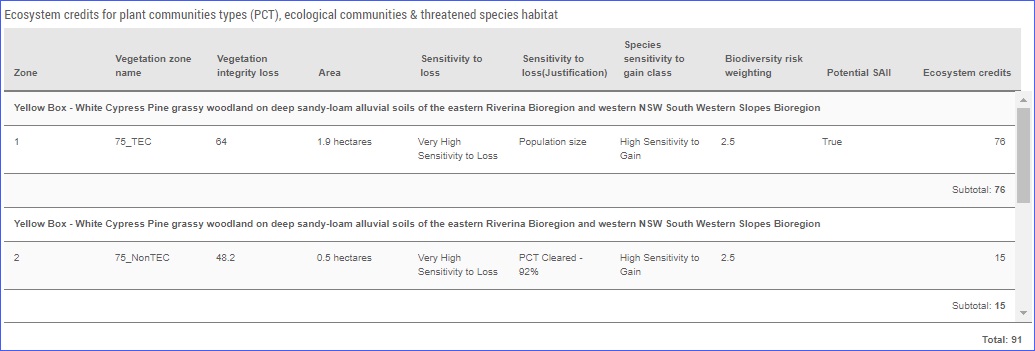 Ecosystem credits for plant communities types (PCT), ecological communities & threatened species habitat
Zone Vegetation zone name Vegetation integrity loss Area Sensitivity to loss Sensitivity to loss(Justification) Species sensitivity to gain class Biodiversity risk weighting Potential SAII Ecosystem credits
Yellow Box - White Cypress Pine grassy woodland on deep sandy-loam alluvial soils of the eastern Riverina Bioregion and western NSW South Western Slopes Bioregion
1 75_TEC 64 1.9 hectares Very High Sensitivity to Loss Population size High Sensitivity to Gain 2.5 True 76
Subtotal: 76
Yellow Box - White Cypress Pine grassy woodland on deep sandy-loam alluvial soils of the eastern Riverina Bioregion and western NSW South Western Slopes Bioregion
2 75_NonTEC 48.2 0.5 hectares Very High Sensitivity to Loss PCT Cleared - 92% High Sensitivity to Gain 2.5 15
Subtotal: 15
Total: 91